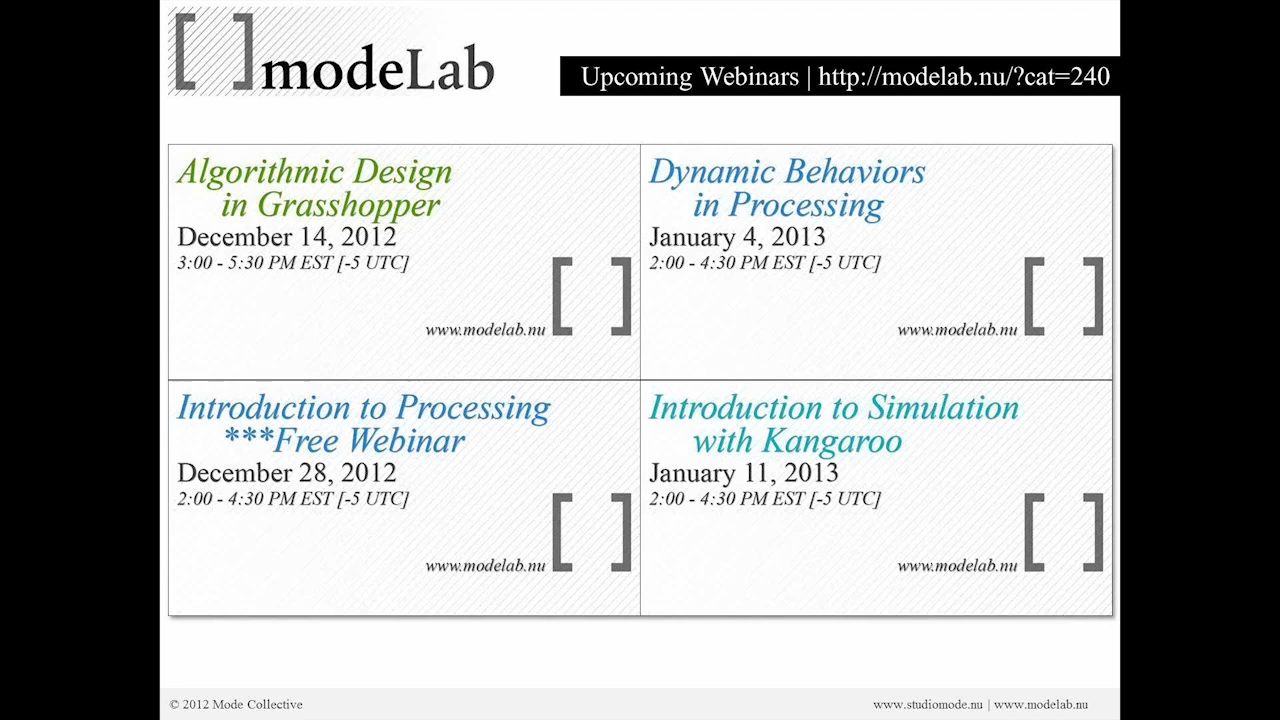 [ ] modeLab
Upcoming Webinars | http://modelab.nu/?cat=240
Algorithmic Design
in Grasshopper
December 14, 2012
3:00 - 5:30 PM EST [-5 UTC]
www.modelab.nu [ ]
Dynamic Behaviors
in Processing
January 4, 2013
2:00 - 4:30 PM EST [-5 UTC]
www.modelab.nu [ ]
Introduction to Processing
***Free Webinar
December 28, 2012
2:00 - 4:30 PM EST [-5 UTC]
www.modelab.nu [ ]
Introduction to Simulation
with Kangaroo
January 11, 2013
2:00 - 4:30 PM EST [-5 UTC]
www.modelab.nu [ ]
© 2012 Mode Collective
www.studiomode.nu | www.modelab.nu